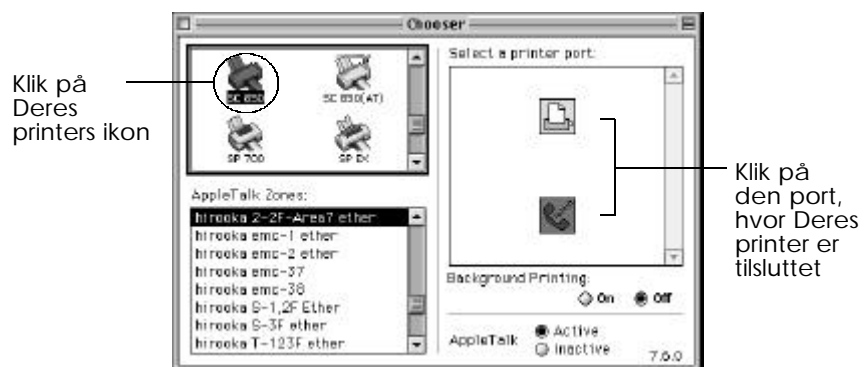 Chooser
Klik på
Deres
printers ikon
SC 850
SC 850(AT)
SP 700
SP EX
Select a printer port:
Klik på
den port,
hvor Deres
printer er
tilsluttet
AppleTalk Zones:
hirooka 2-2F-Area7 ether
hirooka emc-1 ether
hirooka emc-2 ether
hirooka emc-37
hirooka emc-38
hirooka S-1,2F Ether
hirooka S-3F ether
hirooka T-123F ether
Background Printing:
On
Off
AppleTalk
Active
Inactive
7.6.0